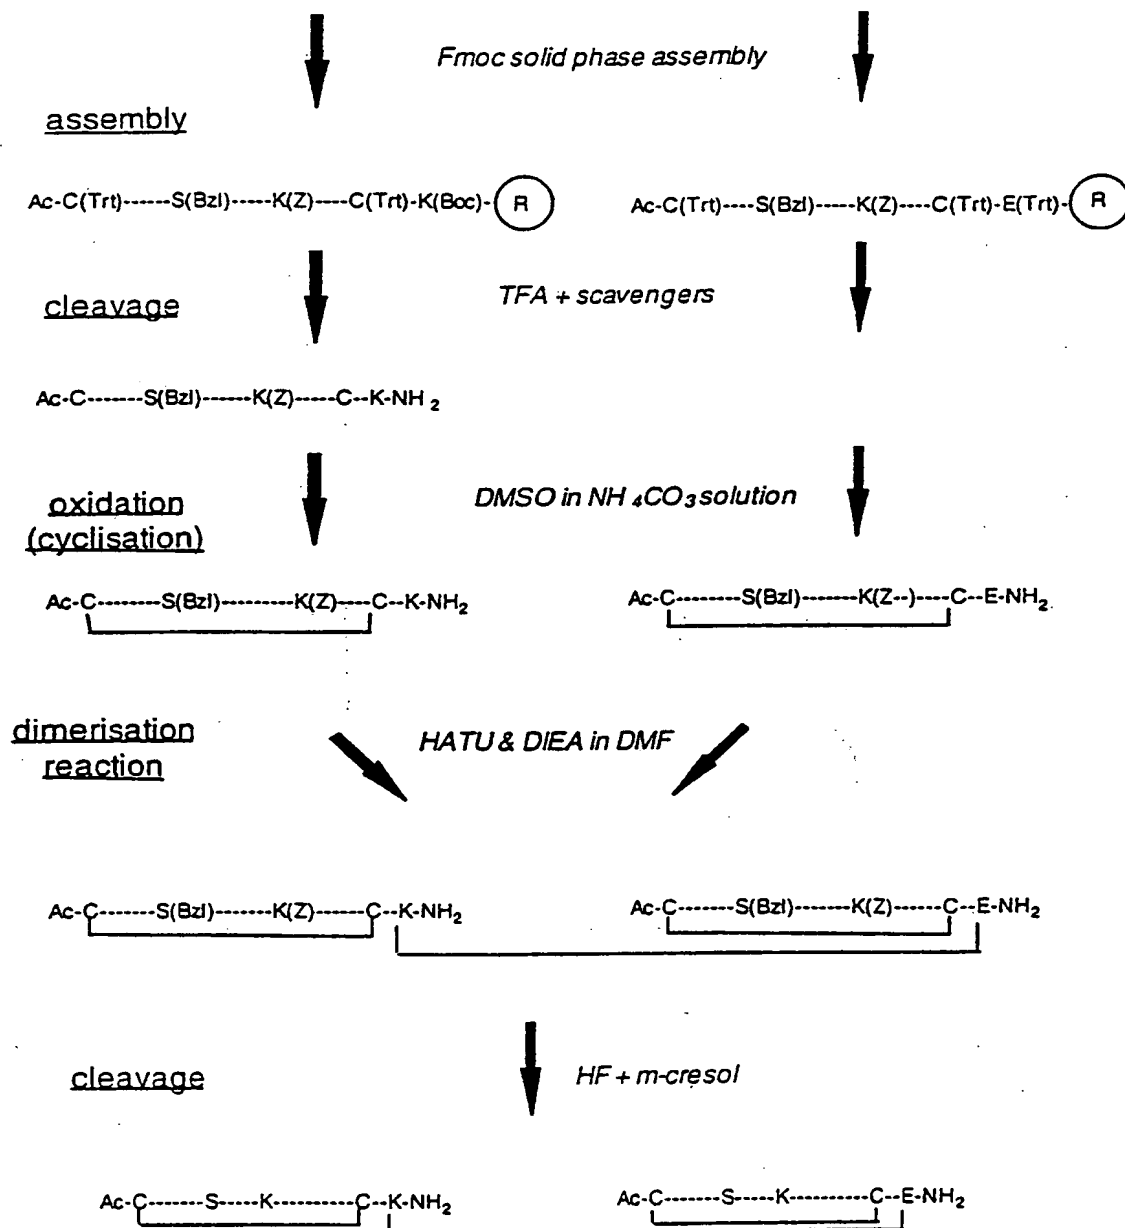 Fmoc solid phase assembly
assembly
Ac-C(Trt)------S(Bzl)-----K(Z)----C(Trt)-K(Boc)-R
Ac-C(Trt)----S(Bzl)-----K(Z)----C(Trt)-E(Trt)-R
cleavage
TFA + scavengers
Ac-C-------S(Bzl)------K(Z)-----C--K-NH2
oxidation
(cyclisation)
DMSO in NH4CO3 solution
Ac-C--------S(Bzl)---------K(Z)----C--K-NH2
Ac-C--------S(Bzl)-------K(Z--)----C--E-NH2
dimerisation
reaction
HATU & DIEA in DMF
Ac-C-------S(Bzl)-------K(Z)------C--K-NH2
Ac-C-------S(Bzl)-------K(Z)------C--E-NH2
cleavage
HF + m-cresol
Ac-C-------S-----K----------C--K-NH2
Ac-C-------S-----K----------C--E-NH2